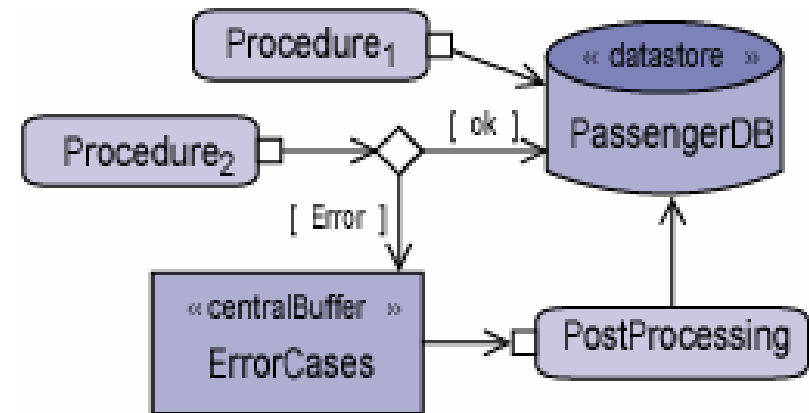 Procedure₁
« datastore »
PassengerDB
[ ok ]
Procedure₂
[ Error ]
« centralBuffer »
ErrorCases
PostProcessing